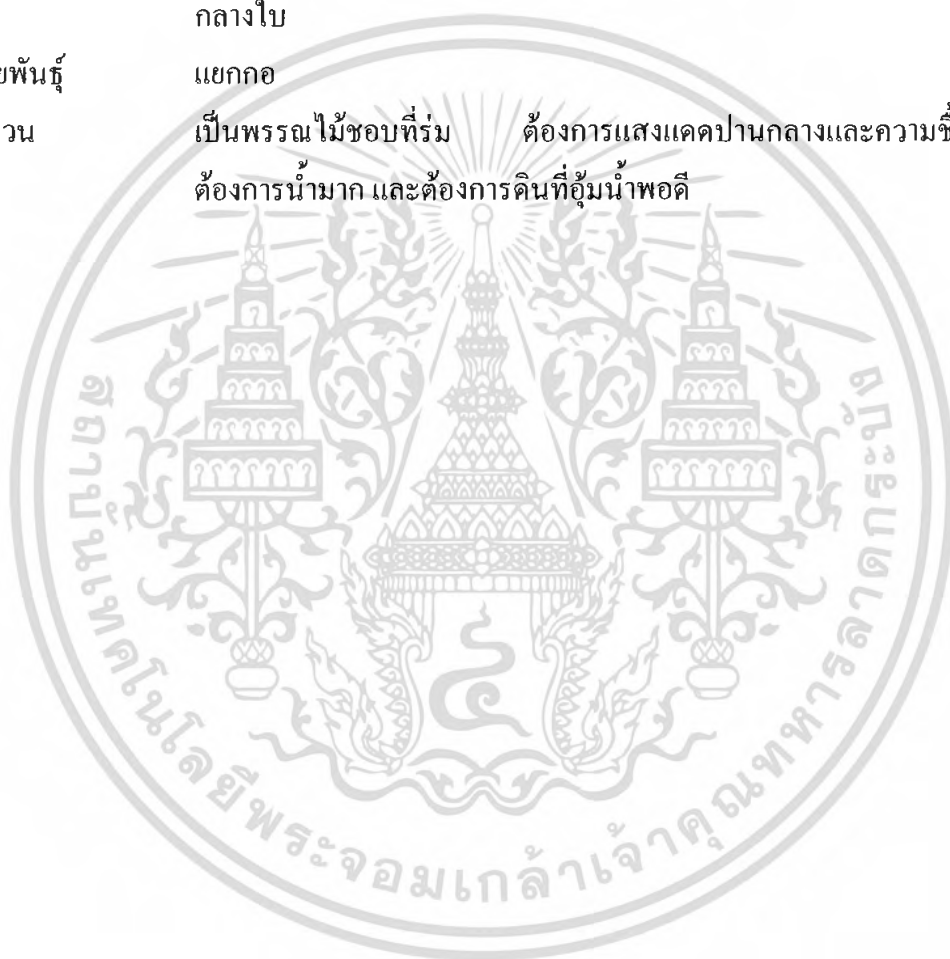 กลางใบ
ยพันธุ์ แยกกอ
วน เป็นพรรณไม้ชอบที่ร่ม ต้องการแสงแดดปานกลางและความชื้
ต้องการน้ำมาก และต้องการดินที่อุ้มน้ำพอดี
สถาบันเทคโนโลยีพระจอมเกล้าเจ้าคุณทหารลาดกระบัง
๔